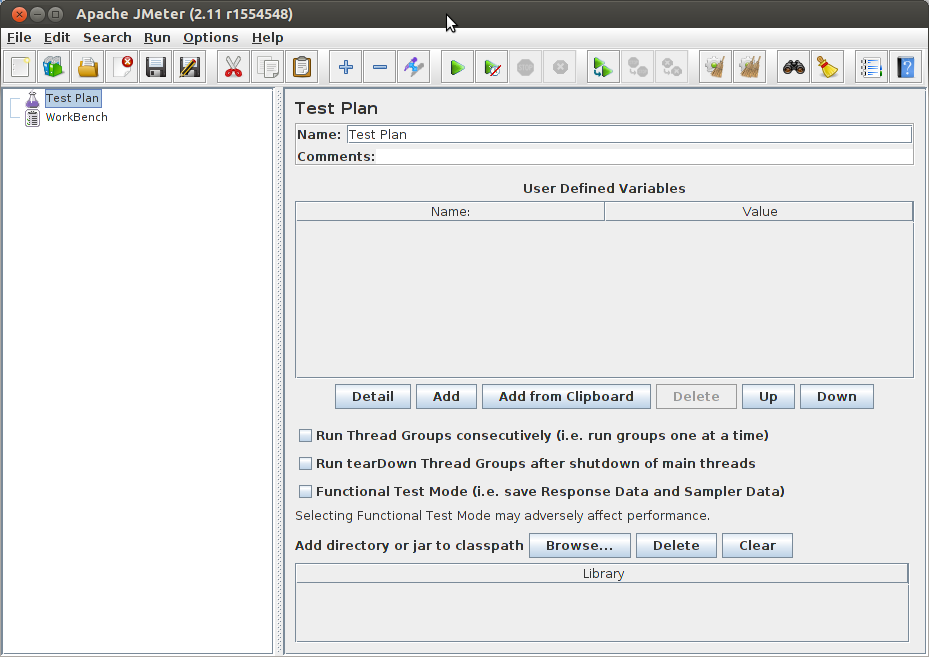 Apache JMeter (2.11 r1554548)
File Edit Search Run Options Help
Test Plan
WorkBench
Test Plan
Name: Test Plan
Comments:
User Defined Variables
Name: Value
Detail Add Add from Clipboard Delete Up Down
Run Thread Groups consecutively (i.e. run groups one at a time)
Run tearDown Thread Groups after shutdown of main threads
Functional Test Mode (i.e. save Response Data and Sampler Data)
Selecting Functional Test Mode may adversely affect performance.
Add directory or jar to classpath Browse... Delete Clear
Library